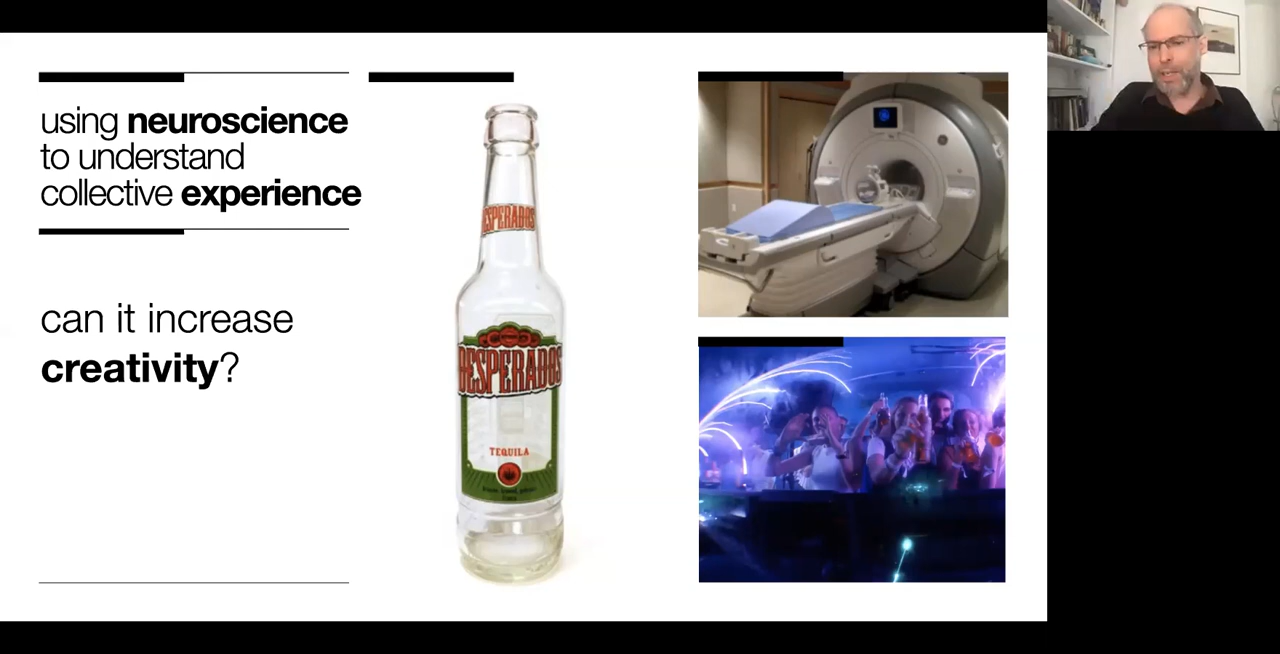 using neuroscience
to understand
collective experience
can it increase
creativity?
DESPERADOS
DESPERADOS
TEQUILA